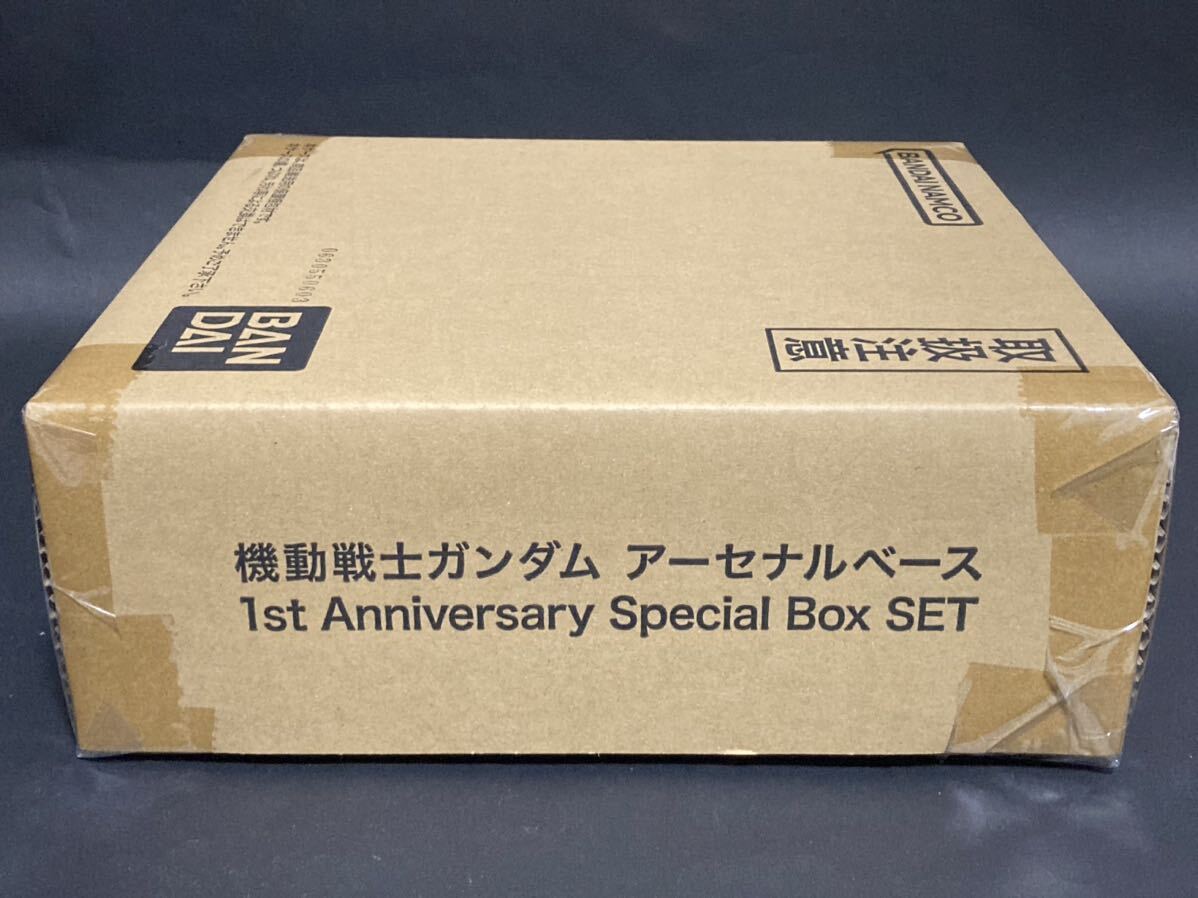 BANDAI NAMCO
取扱注意
0630550603
BAN
DAI
機動戦士ガンダム アーセナルベース
1st Anniversary Special Box SET